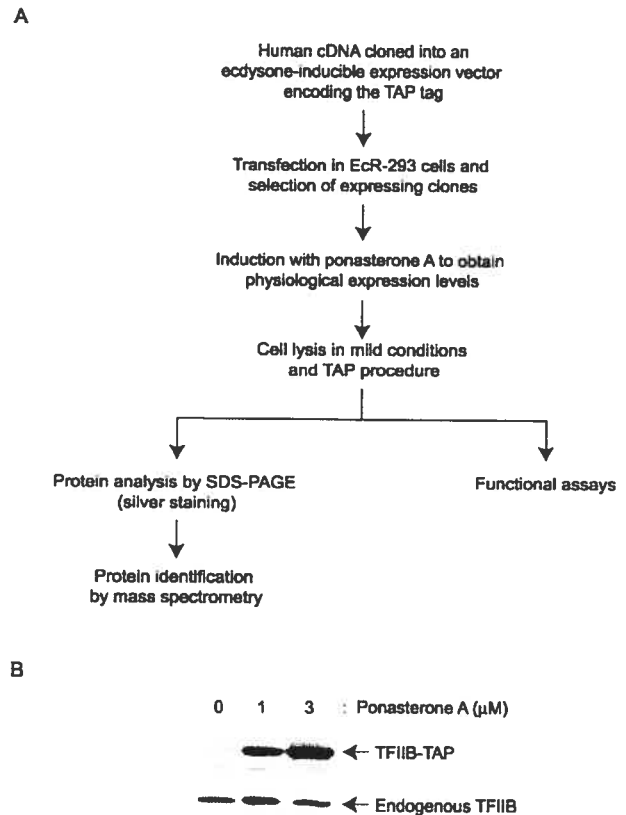 A
Human cDNA cloned into an
ecdysone-inducible expression vector
encoding the TAP tag
Transfection in EcR-293 cells and
selection of expressing clones
Induction with ponasterone A to obtain
physiological expression levels
Cell lysis in mild conditions
and TAP procedure
Protein analysis by SDS-PAGE
(silver staining)
Functional assays
Protein identification
by mass spectrometry
B
0 1 3 : Ponasterone A (μM)
TFIIB-TAP
Endogenous TFIIB